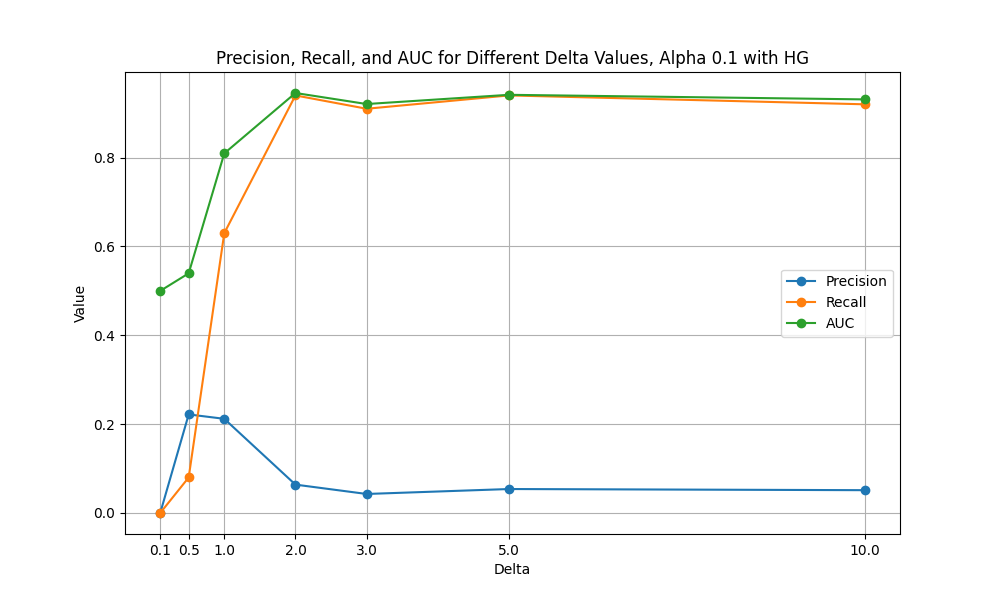 Precision, Recall, and AUC for Different Delta Values, Alpha 0.1 with HG
Value
0.8
0.6
0.4
0.2
0.0
Precision
Recall
AUC
0.1 0.5 1.0 2.0 3.0 5.0 10.0
Delta